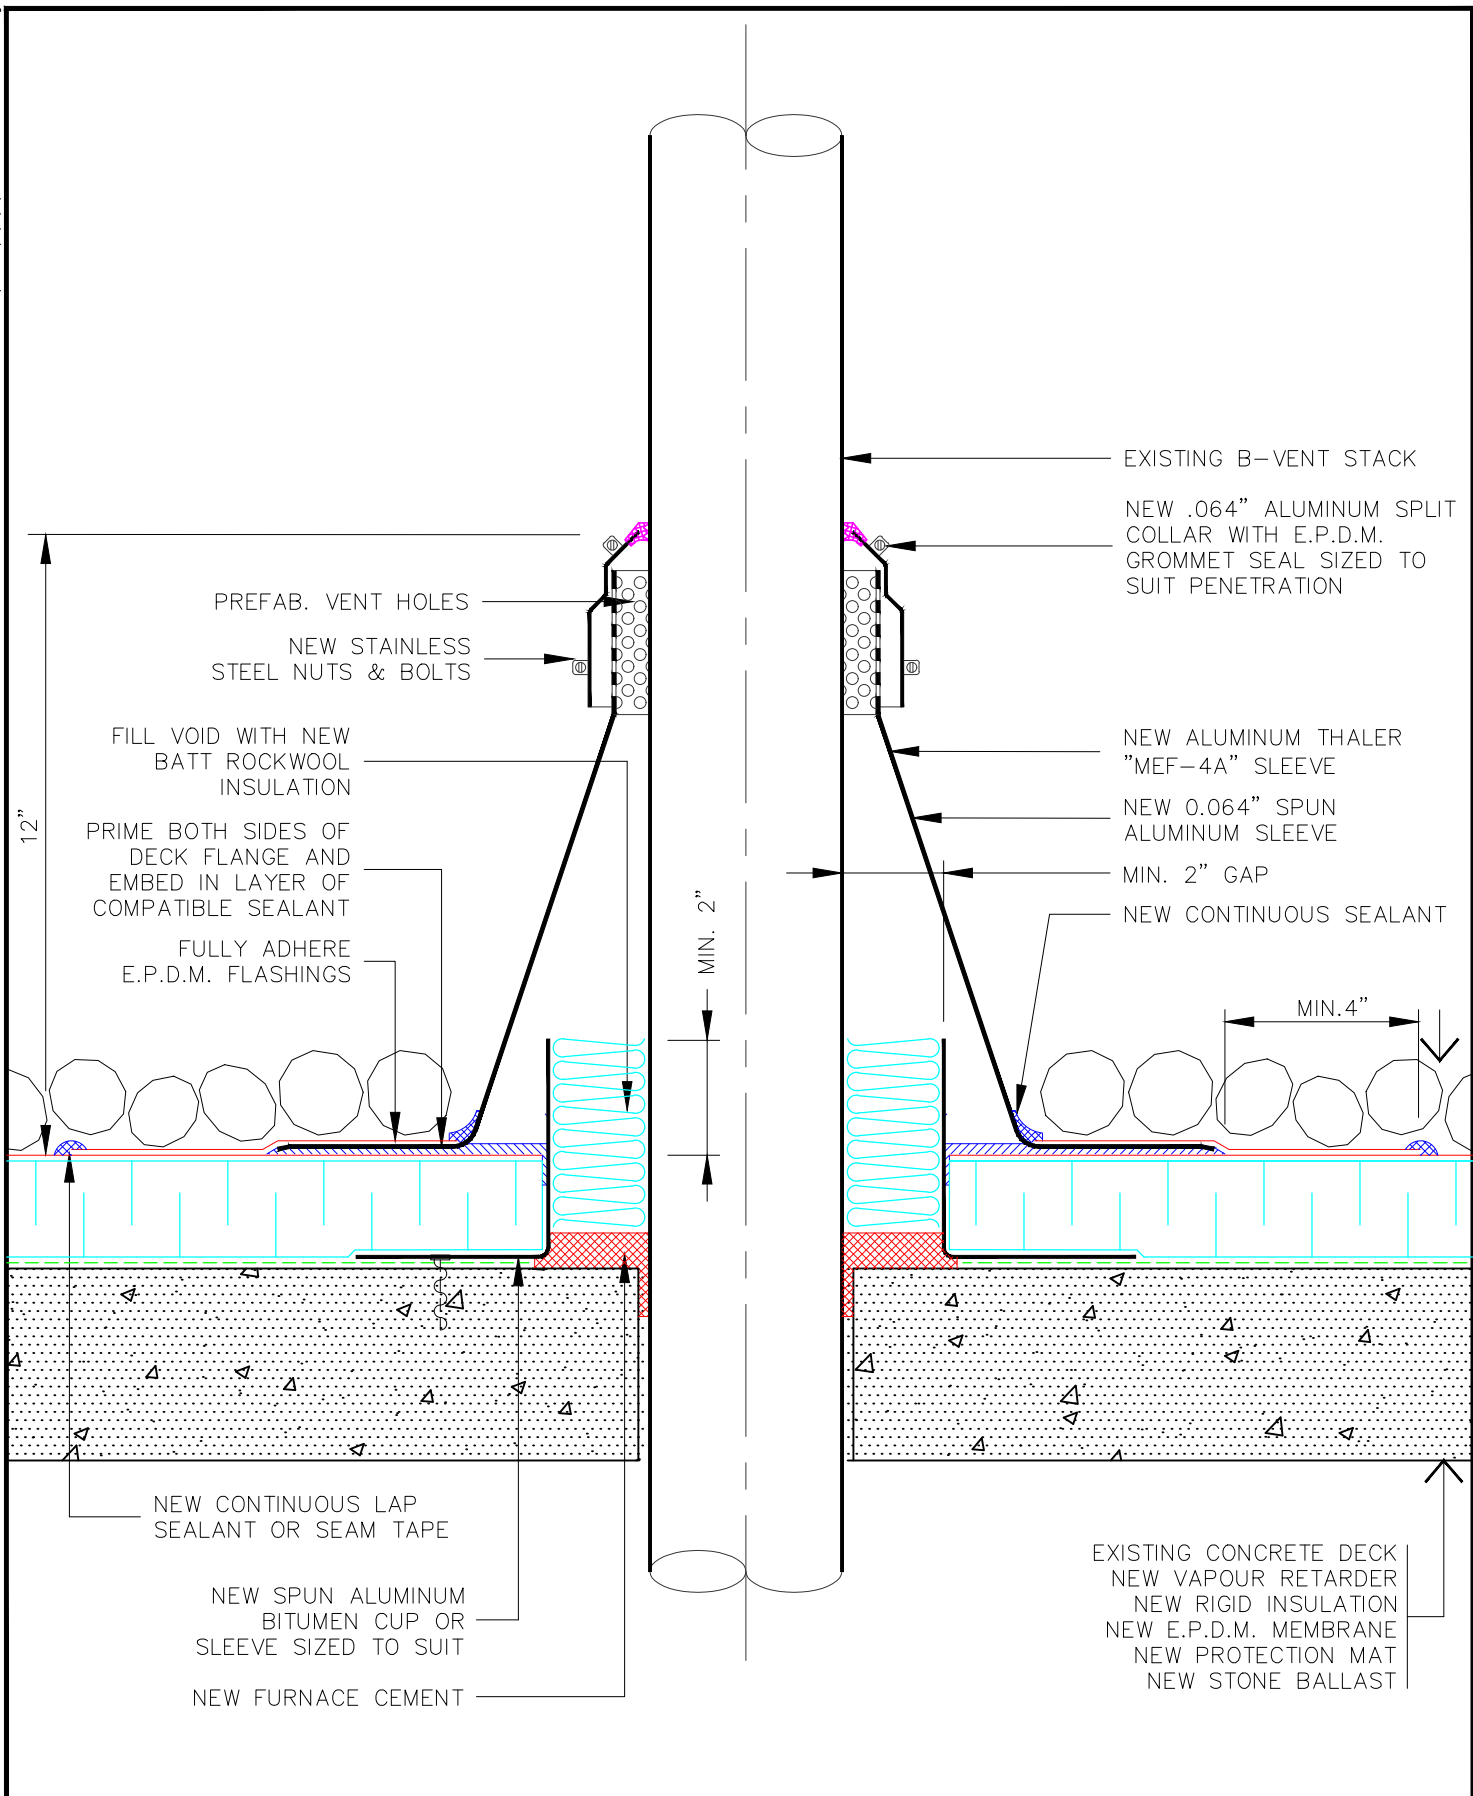 EXISTING B-VENT STACK
NEW .064" ALUMINUM SPLIT
COLLAR WITH E.P.D.M.
GROMMET SEAL SIZED TO
SUIT PENETRATION
PREFAB. VENT HOLES
NEW STAINLESS
STEEL NUTS & BOLTS
FILL VOID WITH NEW
BATT ROCKWOOL
INSULATION
NEW ALUMINUM THALER
"MEF-4A" SLEEVE
12"
PRIME BOTH SIDES OF
DECK FLANGE AND
EMBED IN LAYER OF
COMPATIBLE SEALANT
NEW 0.064" SPUN
ALUMINUM SLEEVE
MIN. 2" GAP
MIN. 2"
NEW CONTINUOUS SEALANT
FULLY ADHERE
E.P.D.M. FLASHINGS
MIN.4"
NEW CONTINUOUS LAP
SEALANT OR SEAM TAPE
NEW SPUN ALUMINUM
BITUMEN CUP OR
SLEEVE SIZED TO SUIT
NEW FURNACE CEMENT
EXISTING CONCRETE DECK
NEW VAPOUR RETARDER
NEW RIGID INSULATION
NEW E.P.D.M. MEMBRANE
NEW PROTECTION MAT
NEW STONE BALLAST